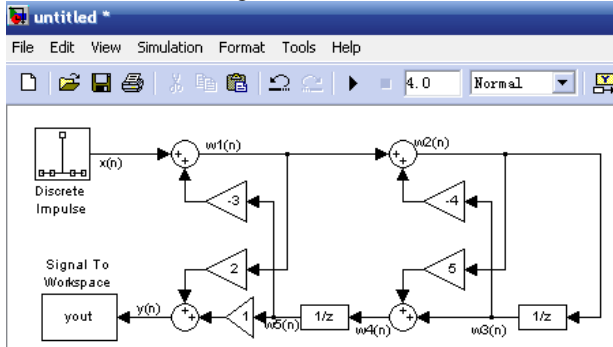 untitled *
File Edit View Simulation Format Tools Help
4.0 Normal
w1(n) w2(n)
x(n)
Discrete
Impulse
-3 -4
Signal To
Workspace
2 5
yout y(n) 1 w5(n) 1/z w4(n) w3(n) 1/z